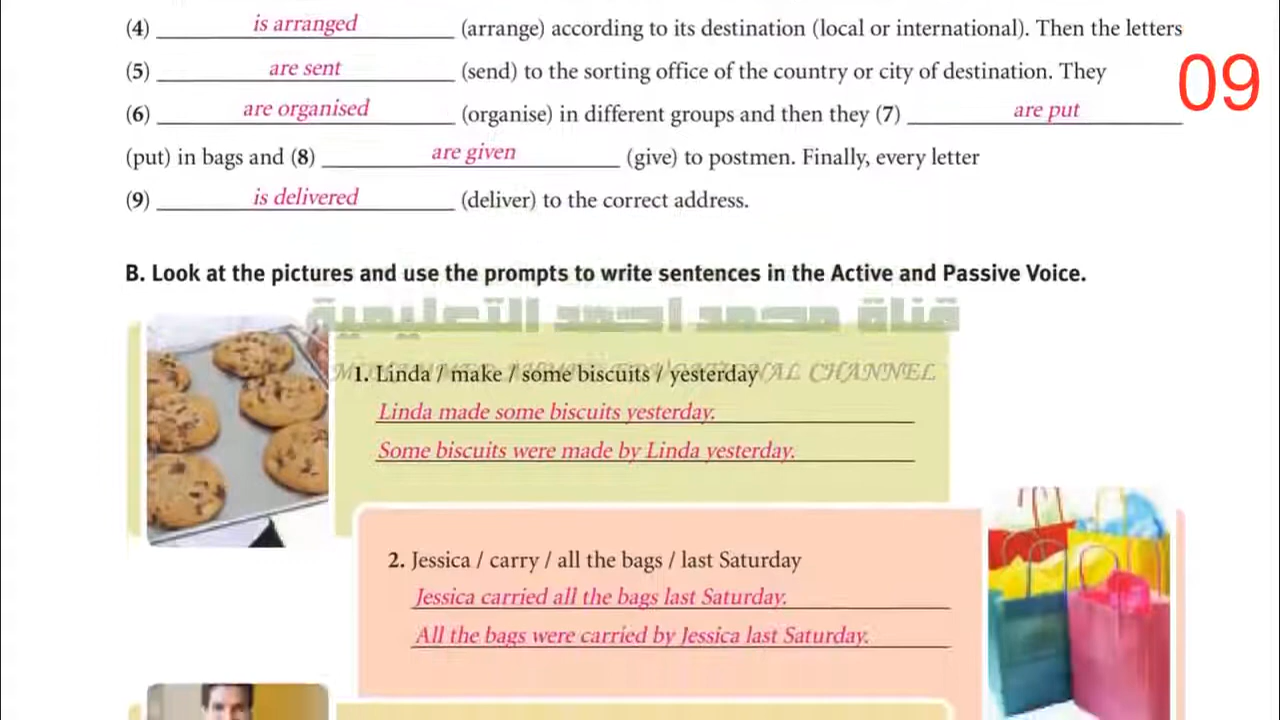 (4) is arranged (arrange) according to its destination (local or international). Then the letters
(5) are sent (send) to the sorting office of the country or city of destination. They
(6) are organised (organise) in different groups and then they (7) are put
09
(put) in bags and (8) are given (give) to postmen. Finally, every letter
(9) is delivered (deliver) to the correct address.
B. Look at the pictures and use the prompts to write sentences in the Active and Passive Voice.
قناة محمد احمد التعليمية
1. Linda / make / some biscuits / yesterday
CHANNEL
Linda made some biscuits yesterday.
Some biscuits were made by Linda yesterday.
2. Jessica / carry / all the bags / last Saturday
Jessica carried all the bags last Saturday.
All the bags were carried by Jessica last Saturday.